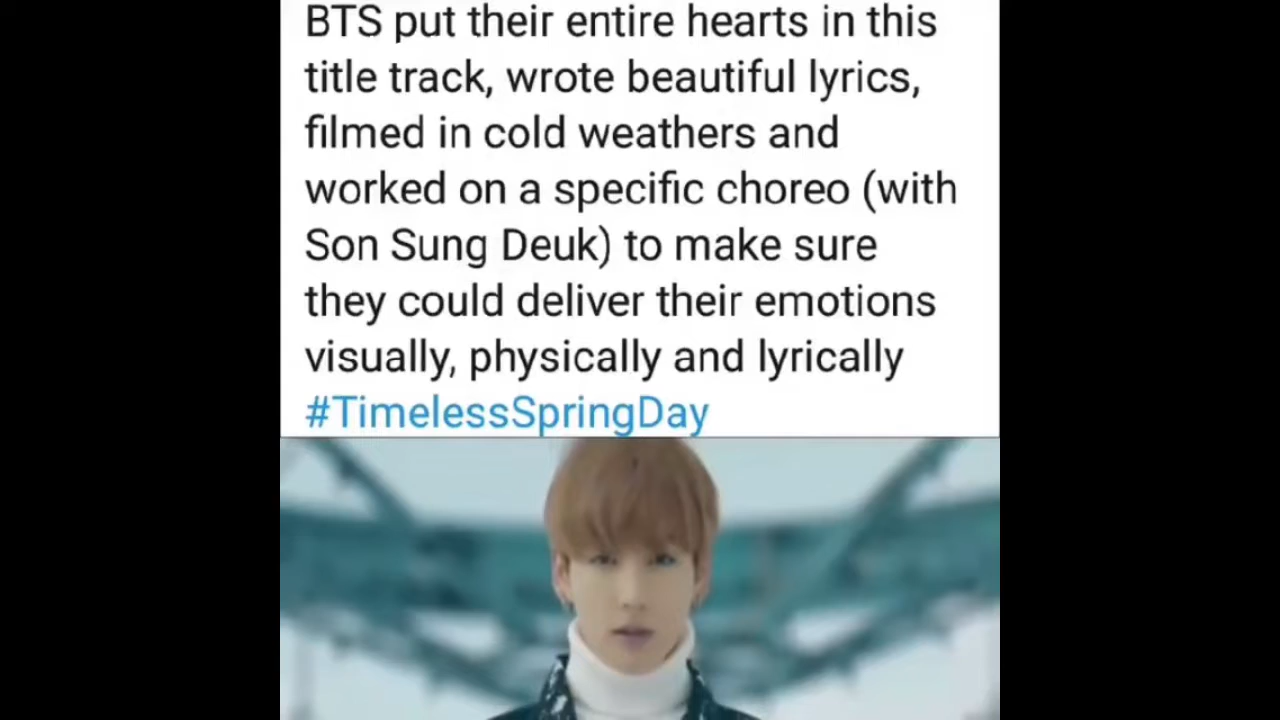 BTS put their entire hearts in this
title track, wrote beautiful lyrics,
filmed in cold weathers and
worked on a specific choreo (with
Son Sung Deuk) to make sure
they could deliver their emotions
visually, physically and lyrically
#TimelessSpringDay